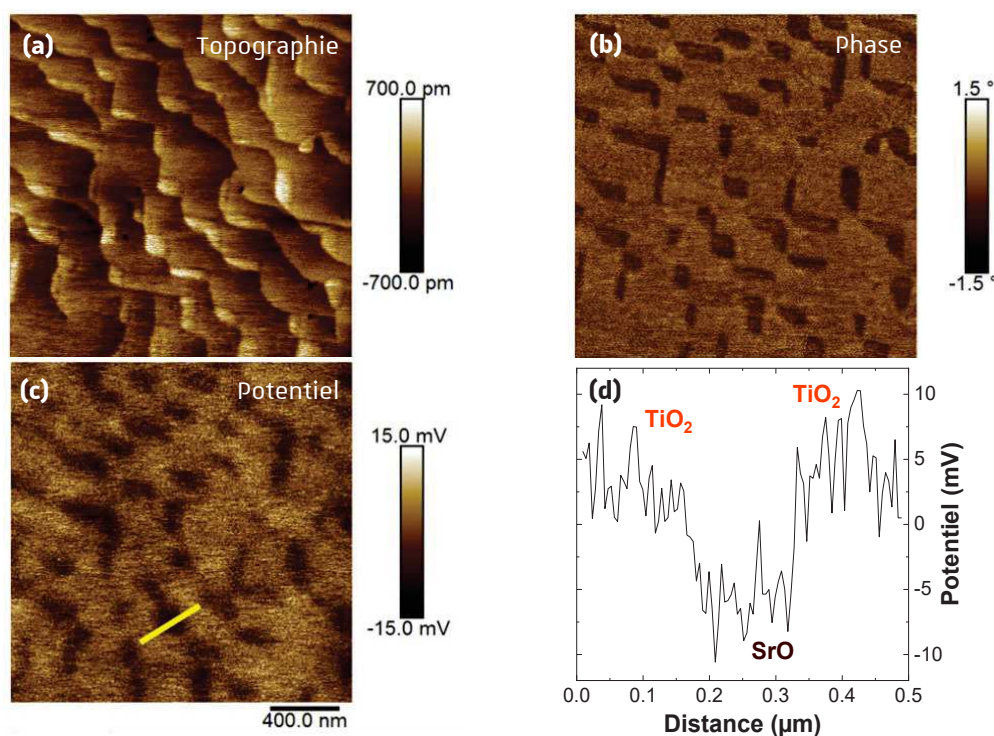 (a)
Topographie
700.0 pm
-700.0 pm
(b)
Phase
1.5 °
-1.5 °
(c)
Potentiel
15.0 mV
-15.0 mV
400.0 nm
(d)
TiO₂
TiO₂
SrO
10
5
0
-5
-10
Potentiel (mV)
0.0 0.1 0.2 0.3 0.4 0.5
Distance (µm)